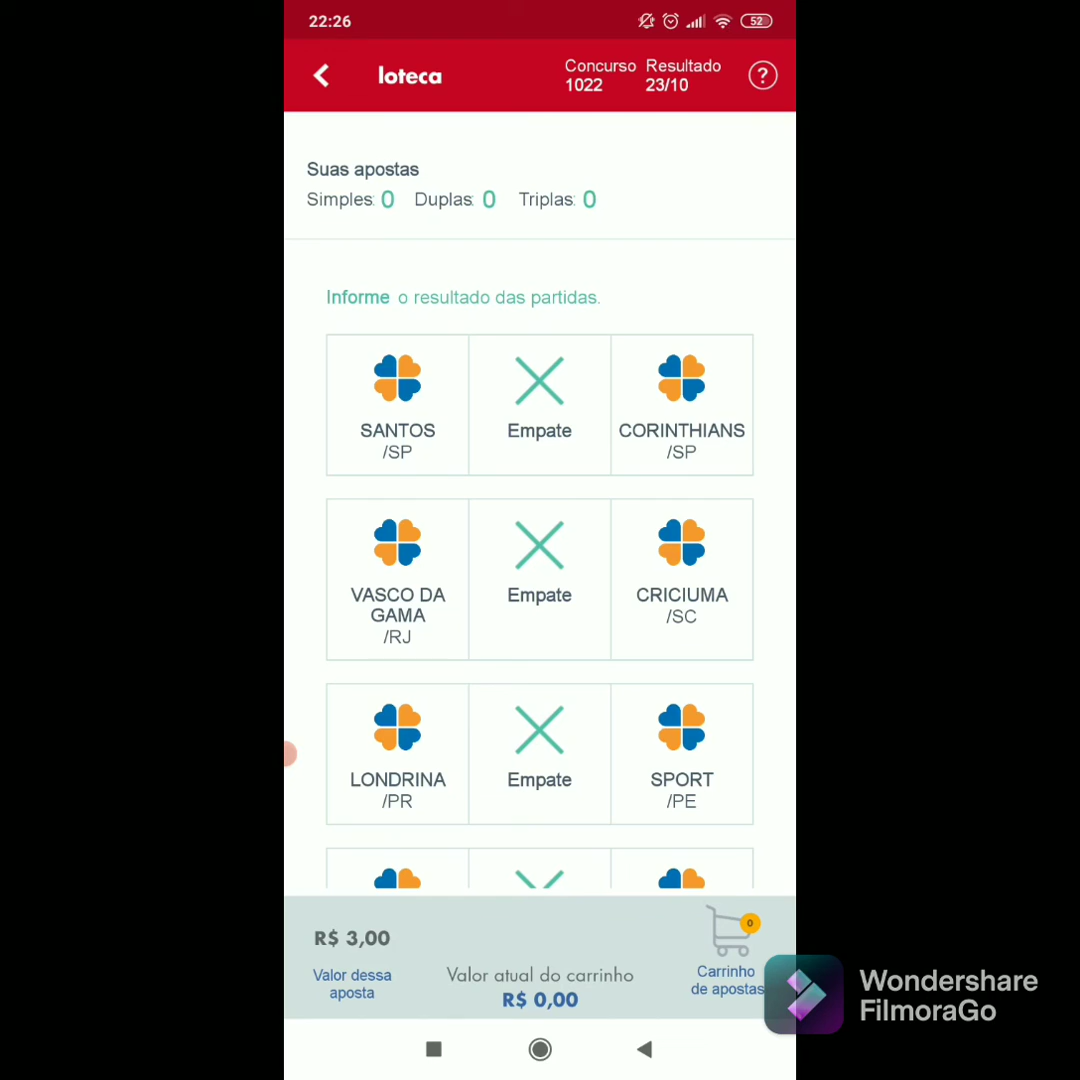 22:26
52
loteca
Concurso Resultado
1022 23/10
?
Suas apostas
Simples: 0 Duplas: 0 Triplas: 0
Informe o resultado das partidas.
SANTOS
/SP
Empate
CORINTHIANS
/SP
VASCO DA
GAMA
/RJ
Empate
CRICIUMA
/SC
LONDRINA
/PR
Empate
SPORT
/PE
R$ 3,00
Valor dessa
aposta
Valor atual do carrinho
R$ 0,00
0
Carrinho
de apostas
Wondershare
FilmoraGo